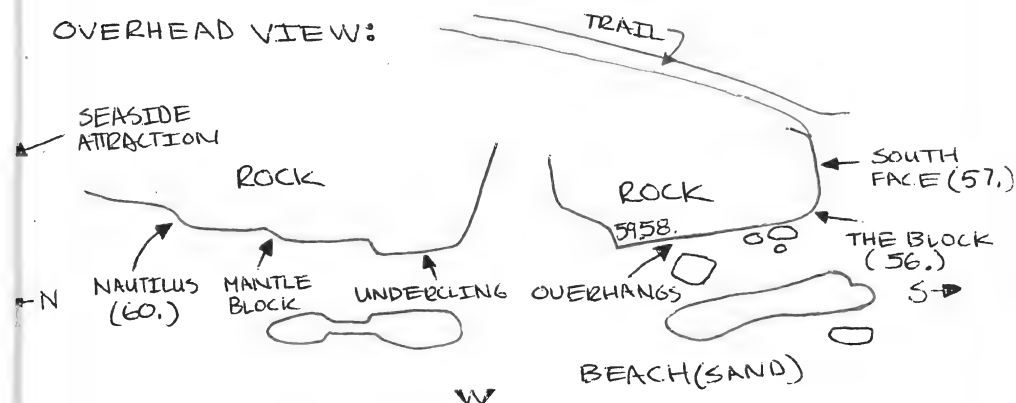 OVERHEAD VIEW:
TRAIL
SEASIDE
ATTRACTION
ROCK
ROCK
SOUTH
FACE (57.)
59.58.
THE BLOCK
(56.)
N
NAUTILUS
(60.)
MANTLE
BLOCK
UNDERCLING
OVERHANGS
S
BEACH (SAND)
W